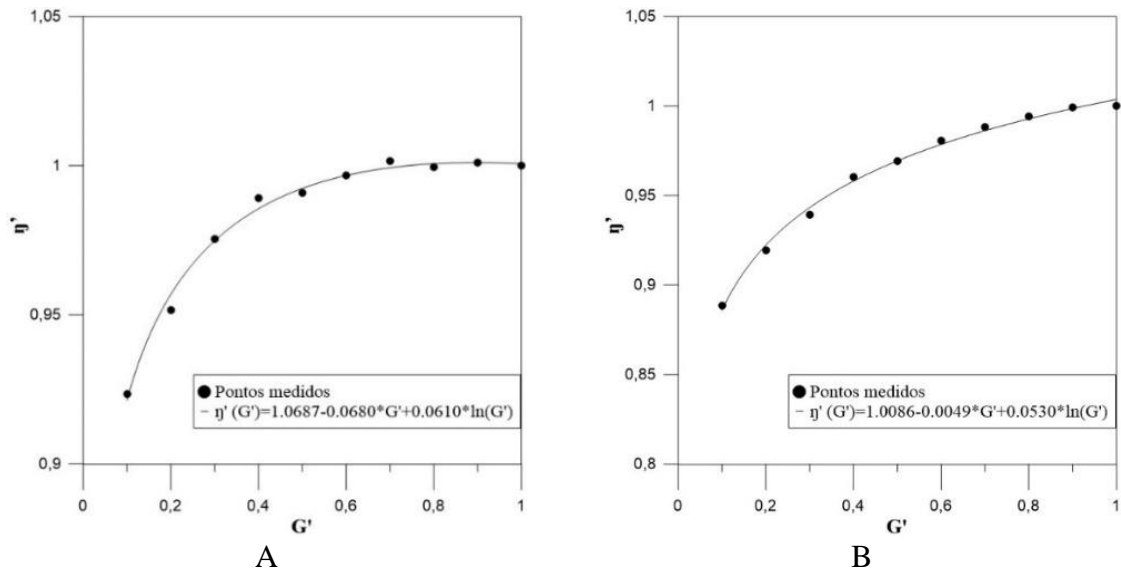 1,05
1
0,95
0,9
ŋ'
0 0,2 0,4 0,6 0,8 1
G'
Pontos medidos
ŋ' (G')=1.0687-0.0680*G'+0.0610*ln(G')
A
1,05
1
0,95
0,9
0,85
0,8
ŋ'
0 0,2 0,4 0,6 0,8 1
G'
Pontos medidos
ŋ' (G')=1.0086-0.0049*G'+0.0530*ln(G')
B